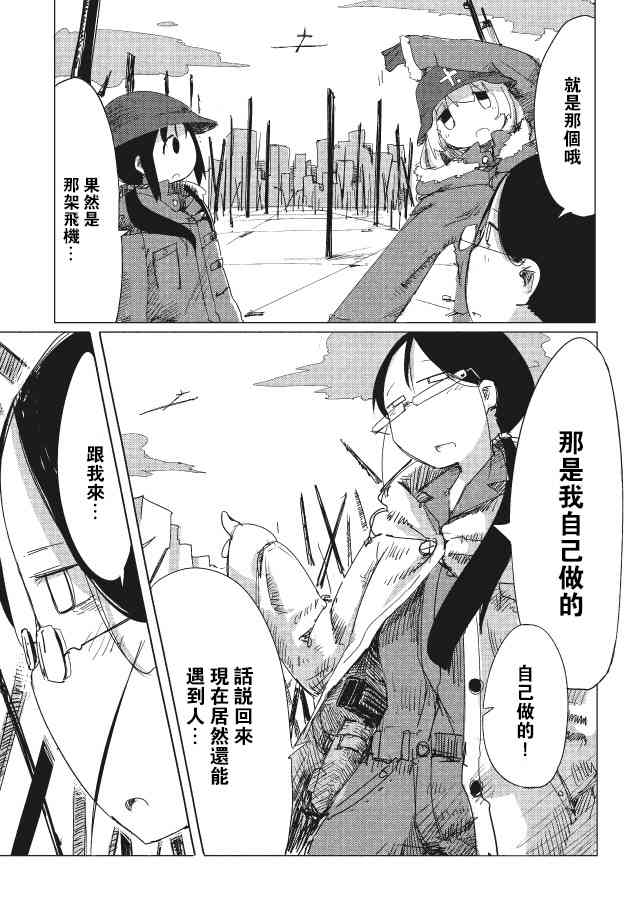 就是那個哦
果然是
那架飛機…
那是我自己做的
自己做的！
話說回來
現在居然還能
遇到人…
跟我來…